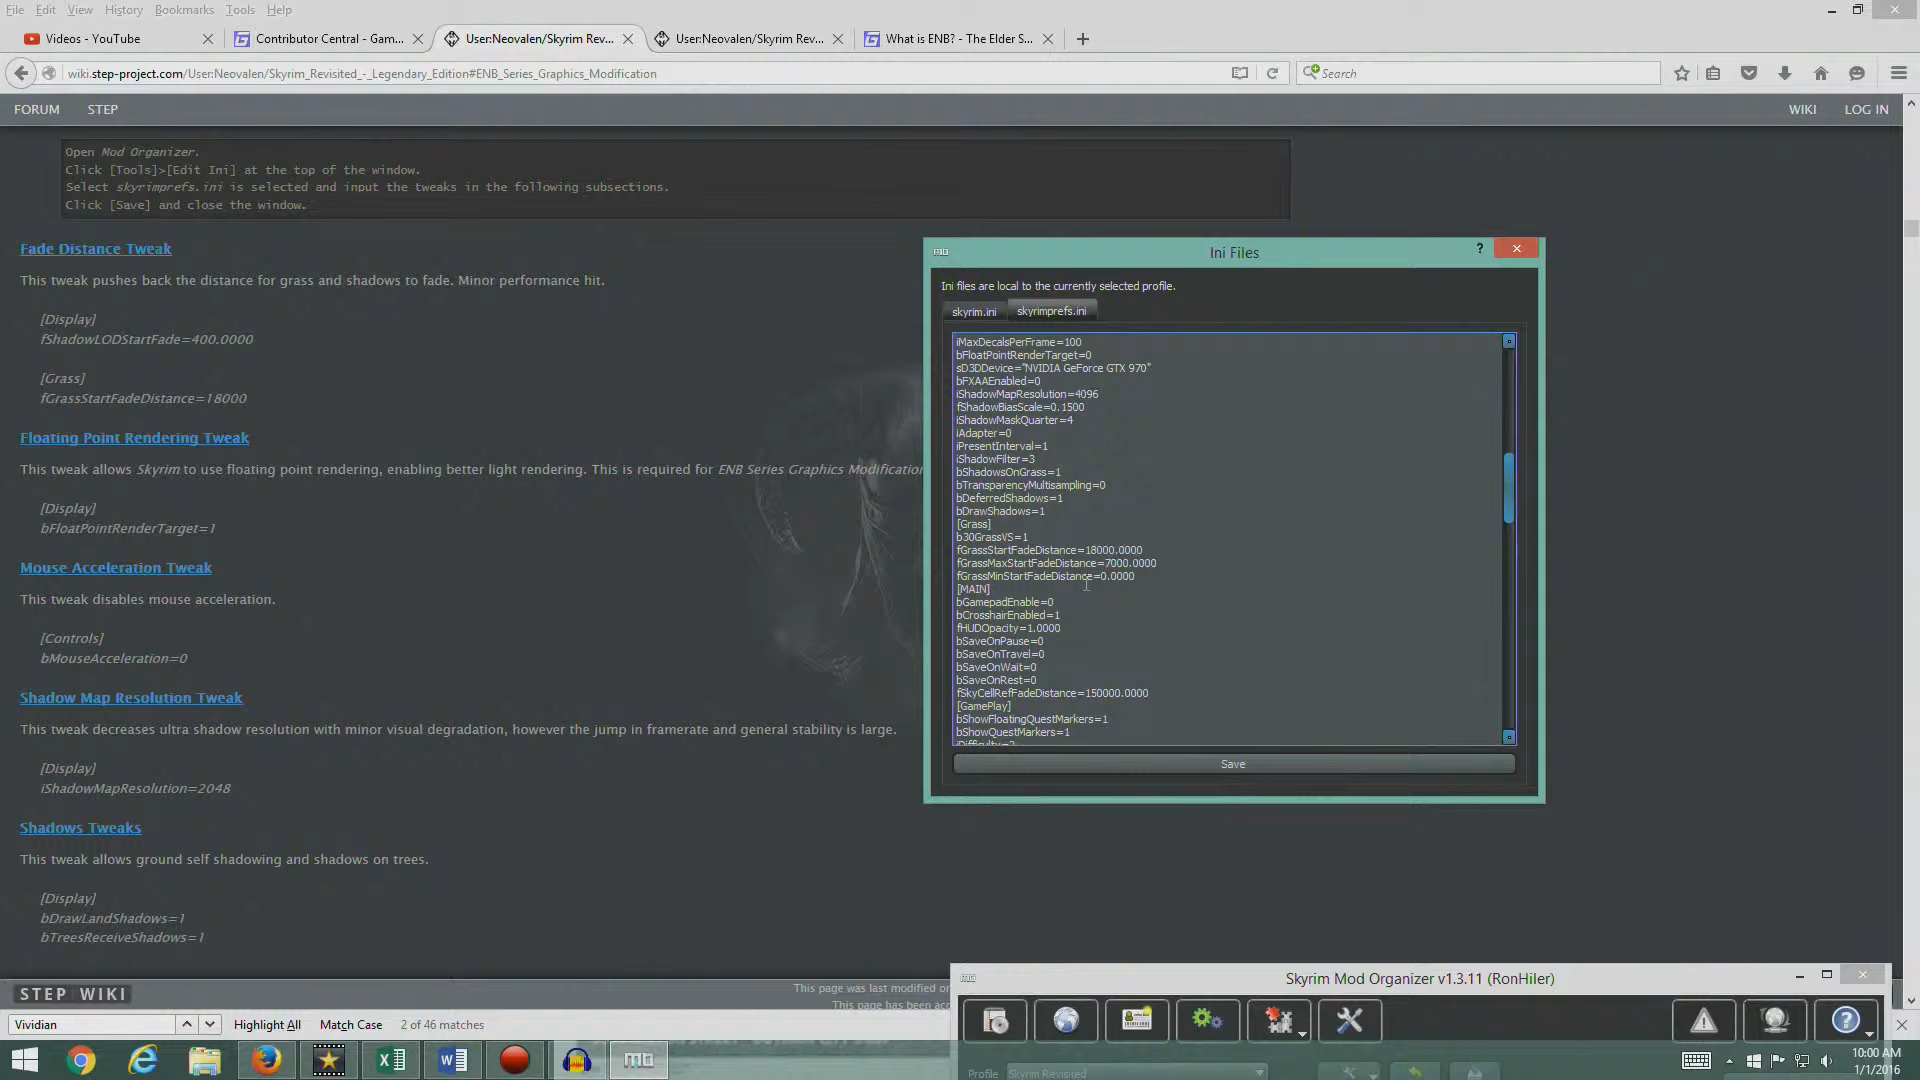 File Edit View History Bookmarks Tools Help
Videos - YouTube
Contributor Central - Gam...
User:Neovalen/Skyrim Rev...
User:Neovalen/Skyrim Rev...
What is ENB? - The Elder S...
wiki.step-project.com/User:Neovalen/Skyrim_Revisited_-_Legendary_Edition#ENB_Series_Graphics_Modification
Search
FORUM STEP WIKI LOG IN
Open Mod Organizer.
Click [Tools]>[Edit Ini] at the top of the window.
Select skyrimprefs.ini is selected and input the tweaks in the following subsections.
Click [Save] and close the window.
Fade Distance Tweak
This tweak pushes back the distance for grass and shadows to fade. Minor performance hit.
[Display]
fShadowLODStartFade=400.0000
[Grass]
fGrassStartFadeDistance=18000
Floating Point Rendering Tweak
This tweak allows Skyrim to use floating point rendering, enabling better light rendering. This is required for ENB Series Graphics Modification
[Display]
bFloatPointRenderTarget=1
Mouse Acceleration Tweak
This tweak disables mouse acceleration.
[Controls]
bMouseAcceleration=0
Shadow Map Resolution Tweak
This tweak decreases ultra shadow resolution with minor visual degradation, however the jump in framerate and general stability is large.
[Display]
iShadowMapResolution=2048
Shadows Tweaks
This tweak allows ground self shadowing and shadows on trees.
[Display]
bDrawLandShadows=1
bTreesReceiveShadows=1
STEP WIKI
This page was last modified on
This page has been acc
Vividian
Highlight All Match Case 2 of 46 matches
mo Ini Files ?
Ini files are local to the currently selected profile.
skyrim.ini skyrimprefs.ini
iMaxDecalsPerFrame=100
bFloatPointRenderTarget=0
sD3DDevice="NVIDIA GeForce GTX 970"
bFXAAEnabled=0
iShadowMapResolution=4096
fShadowBiasScale=0.1500
iShadowMaskQuarter=4
iAdapter=0
iPresentInterval=1
iShadowFilter=3
bShadowsOnGrass=1
bTransparencyMultisampling=0
bDeferredShadows=1
bDrawShadows=1
[Grass]
b30GrassVS=1
fGrassStartFadeDistance=18000.0000
fGrassMaxStartFadeDistance=7000.0000
fGrassMinStartFadeDistance=0.0000
[MAIN]
bGamepadEnable=0
bCrosshairEnabled=1
fHUDOpacity=1.0000
bSaveOnPause=0
bSaveOnTravel=0
bSaveOnWait=0
bSaveOnRest=0
fSkyCellRefFadeDistance=150000.0000
[GamePlay]
bShowFloatingQuestMarkers=1
bShowQuestMarkers=1
Save
mo Skyrim Mod Organizer v1.3.11 (RonHiler)
Profile Skyrim Revisited
mo
10:00 AM
1/1/2016